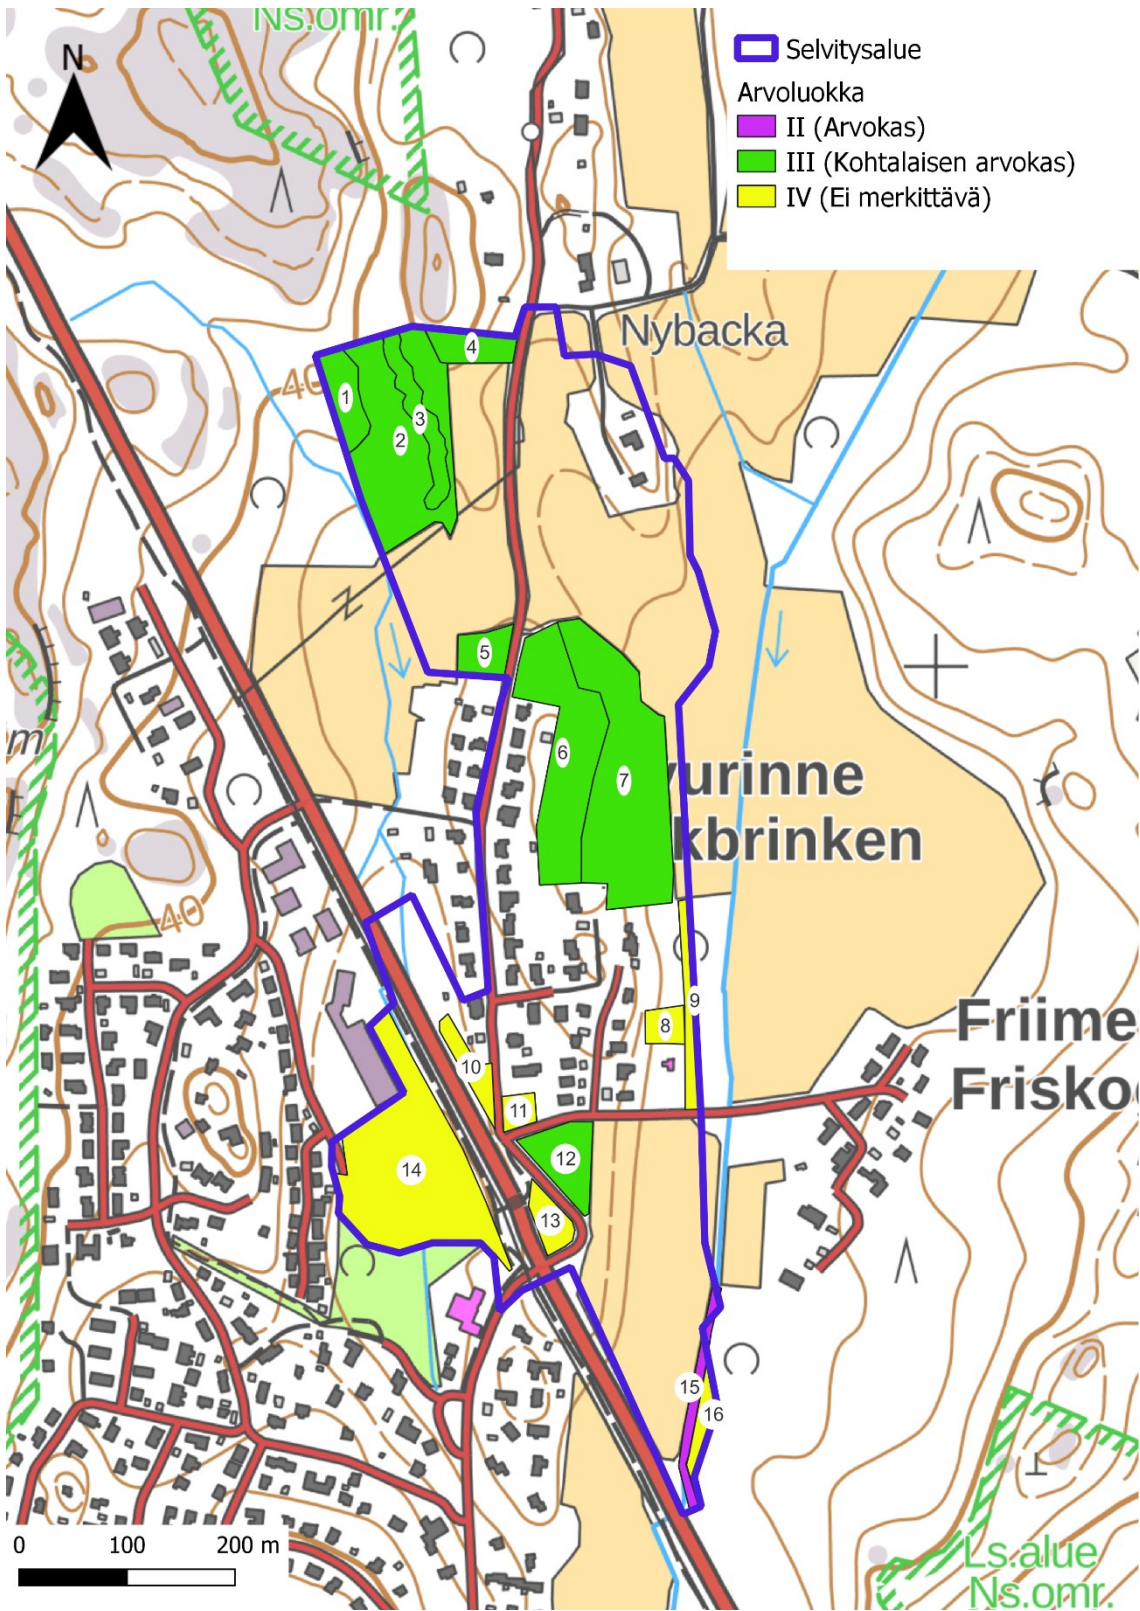 Ns.omr.
N
Selvitysalue
Arvoluokka
II (Arvokas)
III (Kohtalaisen arvokas)
IV (Ei merkittävä)
Nybacka
40
1
2
3
4
5
6
7
urinne
kbrinken
m
40
8
9
10
11
12
13
14
15
16
Friime
Frisko
0 100 200 m
Ls.alue
Ns.omr.